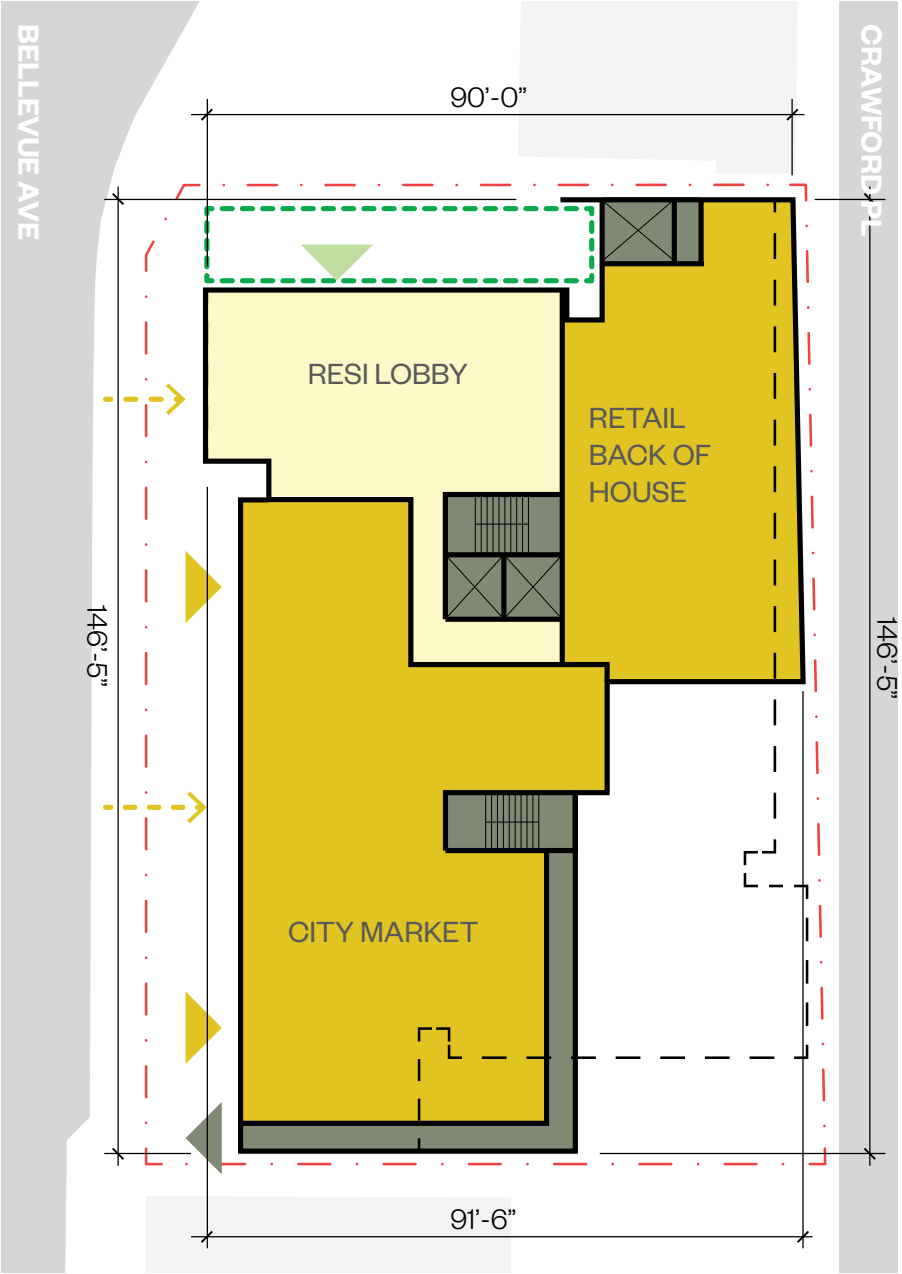 BELLEVUE AVE
CRAWFORD PL
90’-0”
RESI LOBBY
RETAIL
BACK OF
HOUSE
146’-5”
146’-5”
CITY MARKET
91’-6”